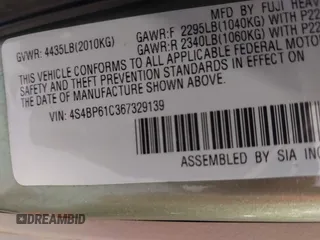 MFD. BY FUJI HEAV
GVWR: 4435LB(2010KG) GAWR:F 2295LB(1040KG) WITH P22
GAWR:R 2340LB(1060KG) WITH P22
THIS VEHICLE CONFORMS TO ALL APPLICABLE FEDERAL MOTOR
SAFETY AND THEFT PREVENTION STANDARDS IN EFFECT
THE DATE OF MANUFACTURE SHOWN ABOVE.
VIN: 4S4BP61C367329139
ASSEMBLED BY SIA INC
DREAMBID